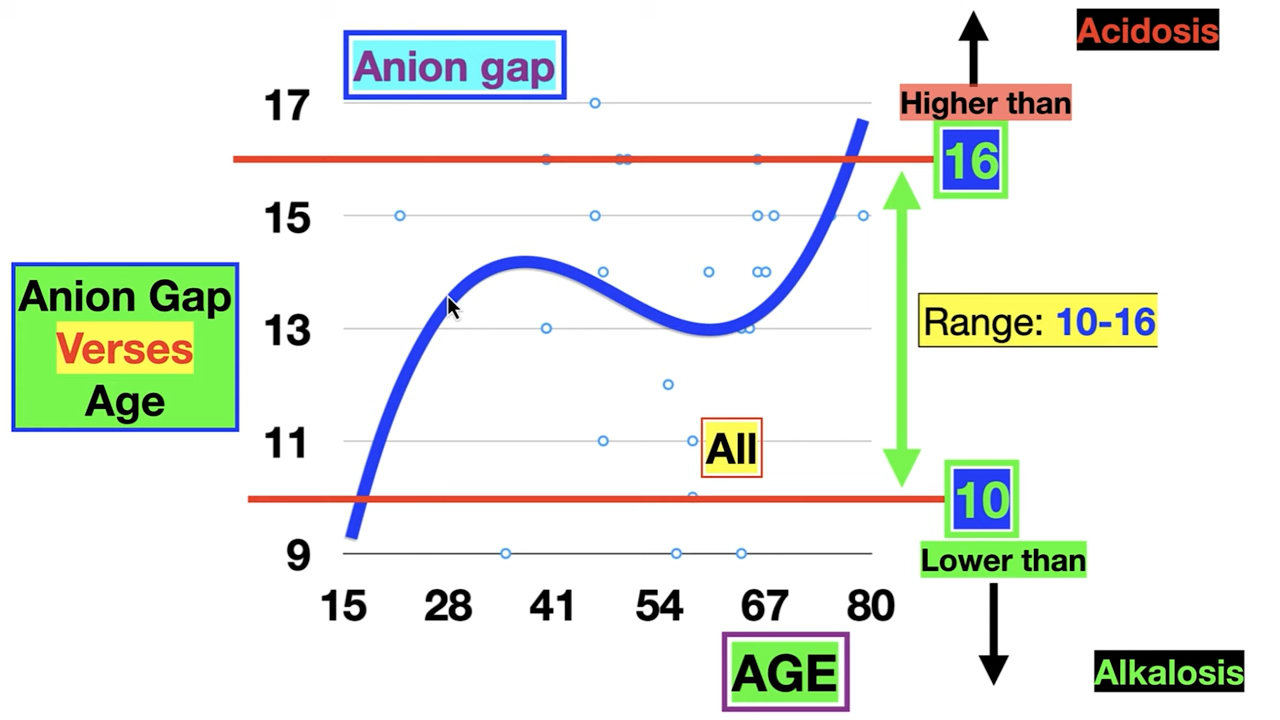 Anion gap
Acidosis
Higher than
17
16
15
Anion Gap
Verses
Age
13
Range: 10-16
11
All
10
9
Lower than
15 28 41 54 67 80
AGE
Alkalosis